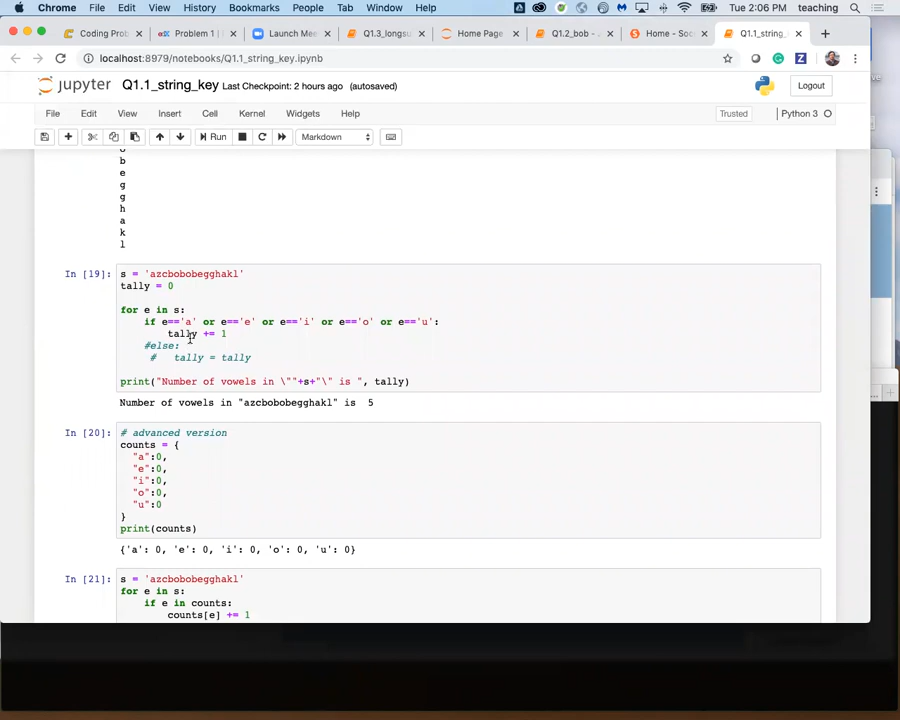 Chrome File Edit View History Bookmarks People Tab Window Help
Tue 2:06 PM teaching
Coding Prob
Problem 1 |
Launch Mee
Q1.3_longsu
Home Page
Q1.2_bob -
Home - Soc
Q1.1_string_
localhost:8979/notebooks/Q1.1_string_key.ipynb
jupyter Q1.1_string_key Last Checkpoint: 2 hours ago (autosaved)
Logout
File Edit View Insert Cell Kernel Widgets Help
Trusted
Python 3
Run
Markdown
b
e
g
g
h
a
k
l
In [19]: s = 'azcbobobegghakl'
tally = 0
for e in s:
if e=='a' or e=='e' or e=='i' or e=='o' or e=='u':
tally += 1
#else:
# tally = tally
print("Number of vowels in \""+s+"\" is ", tally)
Number of vowels in "azcbobobegghakl" is 5
In [20]: # advanced version
counts = {
"a":0,
"e":0,
"i":0,
"o":0,
"u":0
}
print(counts)
{'a': 0, 'e': 0, 'i': 0, 'o': 0, 'u': 0}
In [21]: s = 'azcbobobegghakl'
for e in s:
if e in counts:
counts[e] += 1